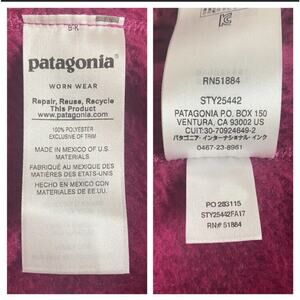 B-K
patagonia
WORN WEAR
Repair, Reuse, Recycle
This Product
www.patagonia.com
100% POLYESTER
EXCLUSIVE OF TRIM
MADE IN MEXICO OF U.S.
MATERIALS
FABRIQUÉ AU MEXIQUE DES
MATIÈRES DES ETATS-UNIS
HECHO EN MEXICO CON
MATERIALES DE EE.UU.
RN51884
STY25442
PATAGONIA P.O. BOX 150
VENTURA, CA 93002 US
CUIT:30-70924649-2
パタゴニア・インターナショナル・インク
0467-23-8961
PO 283115
STY25442FA17
RN# 51884